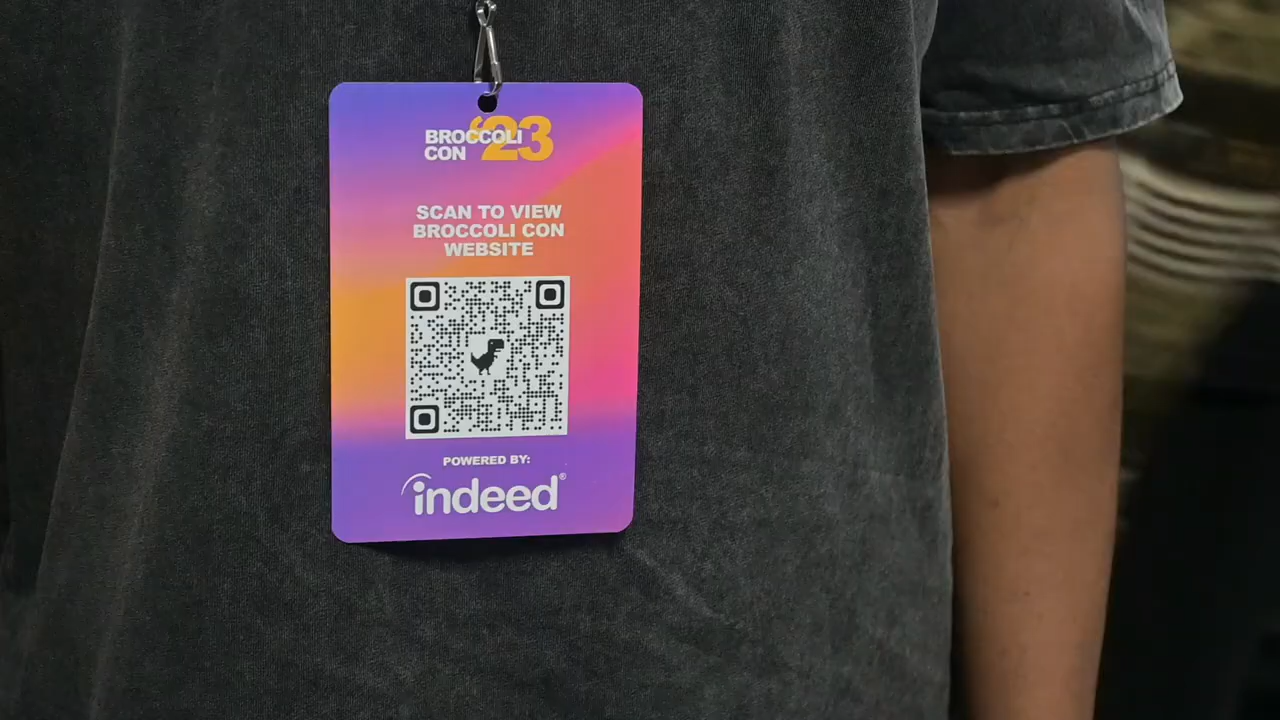 BROCCOLI
CON '23
SCAN TO VIEW
BROCCOLI CON
WEBSITE
POWERED BY:
indeed®